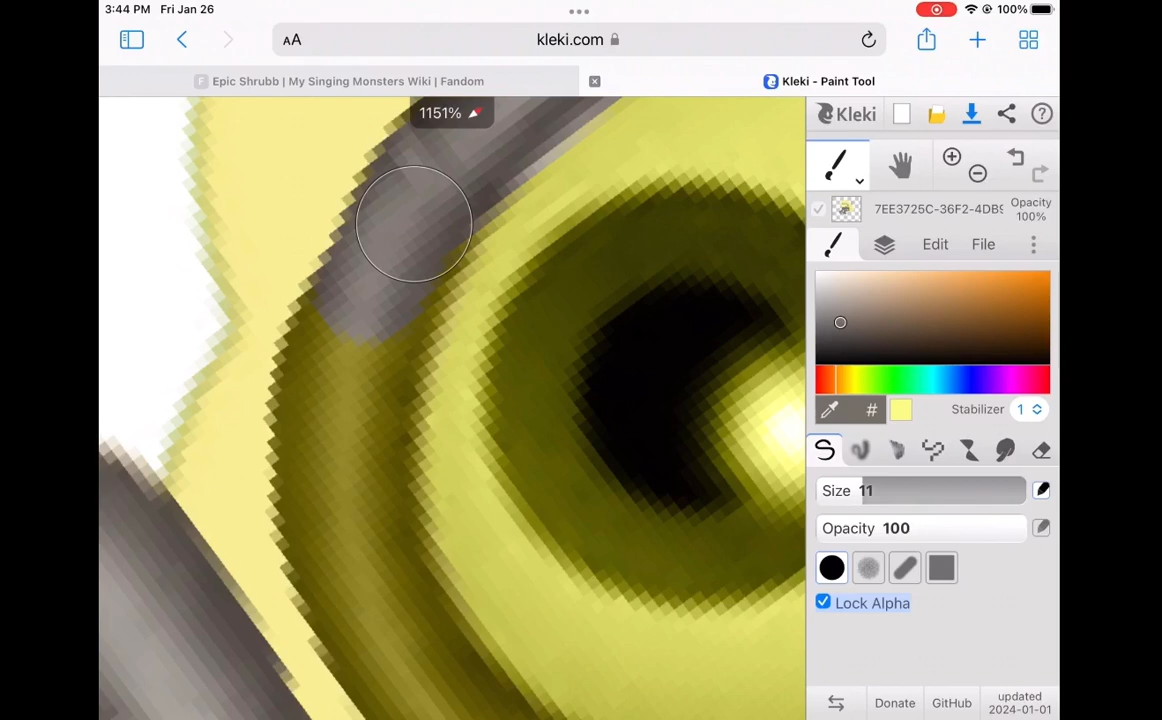 3:44 PM Fri Jan 26
100%
AA
kleki.com
Epic Shrubb | My Singing Monsters Wiki | Fandom
Kleki - Paint Tool
1151%
Kleki
7EE3725C-36F2-4DB9
Opacity
100%
Edit
File
#
Stabilizer
1
Size 11
Opacity 100
Lock Alpha
Donate
GitHub
updated
2024-01-01